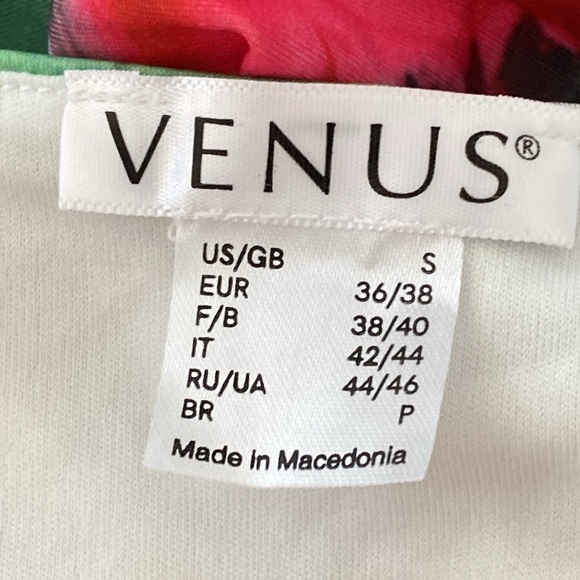 VENUS®
US/GB S
EUR 36/38
F/B 38/40
IT 42/44
RU/UA 44/46
BR P
Made in Macedonia